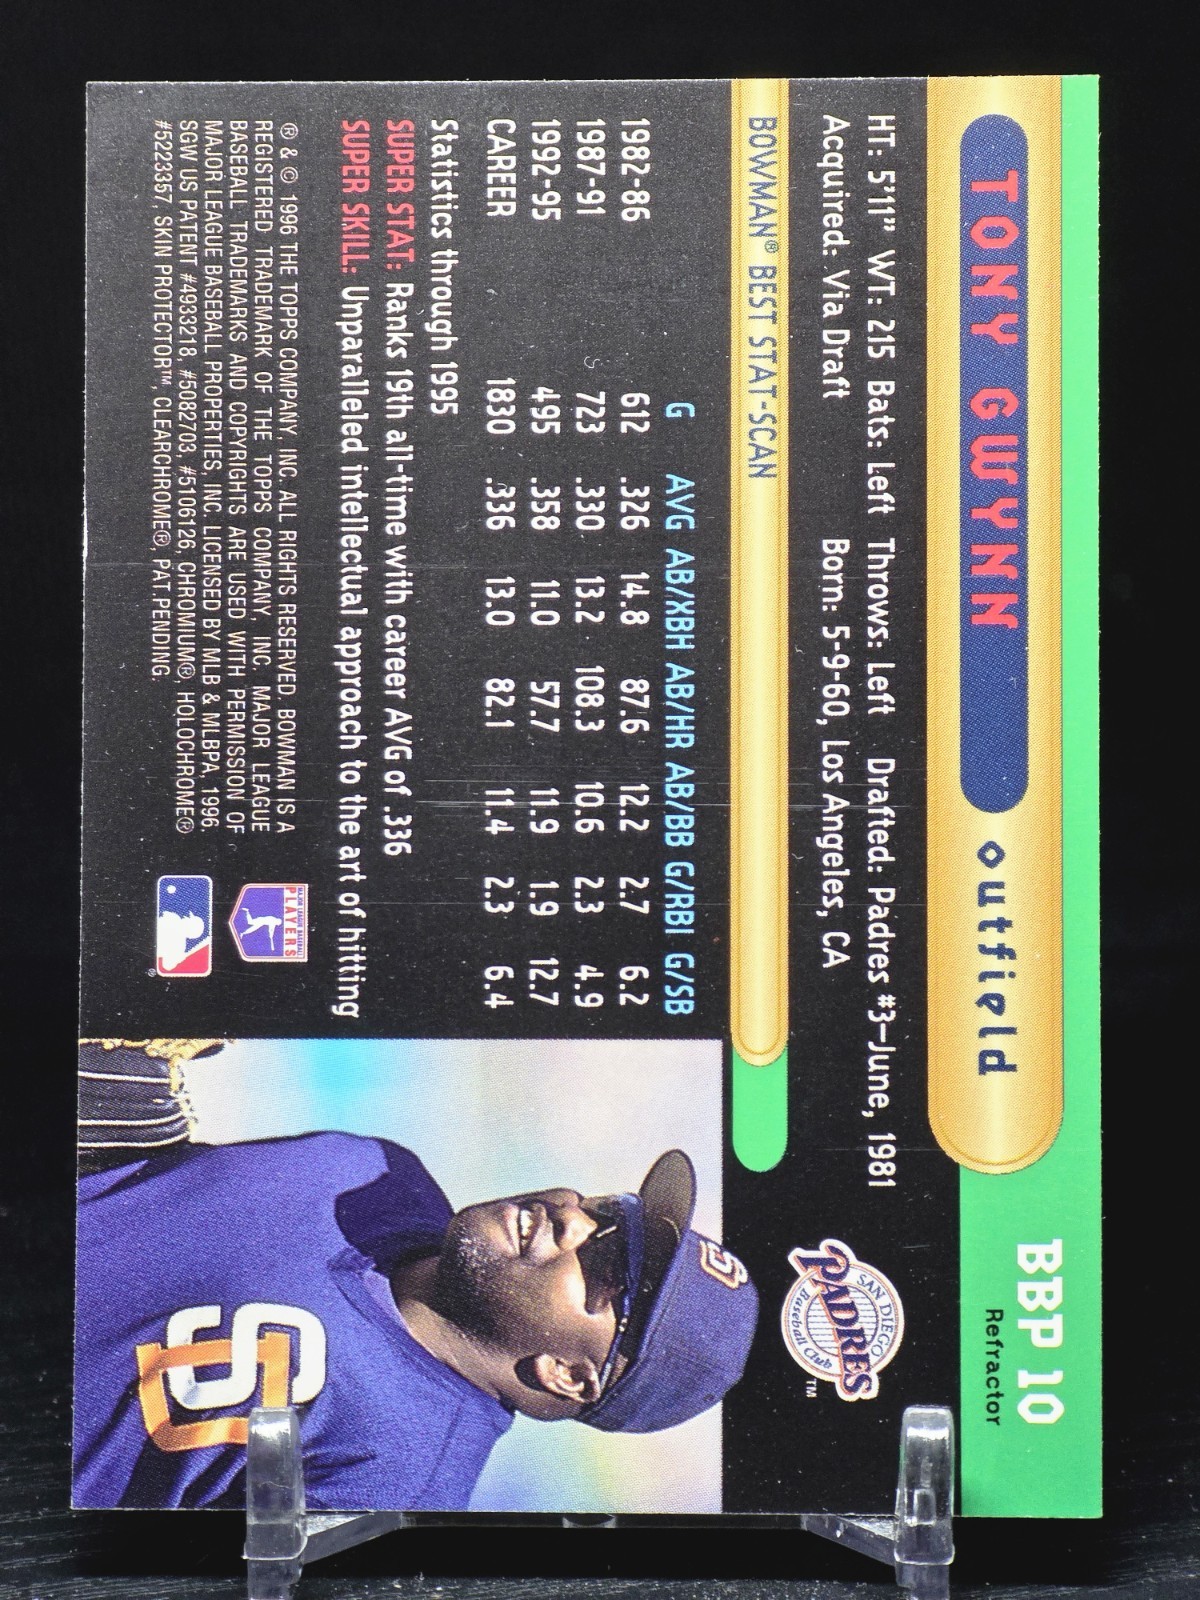 TONY GWYNN outfield
BBP 10
Refractor
HT: 5'11" WT: 215 Bats: Left Throws: Left Drafted: Padres #3-June, 1981
Acquired: Via Draft Born: 5-9-60, Los Angeles, CA
SAN DIEGO
PADRES
Baseball Club
™
BOWMAN® BEST STAT-SCAN
G AVG AB/XBH AB/HR AB/BB G/RBI G/SB
1982-86 612 .326 14.8 87.6 12.2 2.7 6.2
1987-91 723 .330 13.2 108.3 10.6 2.3 4.9
1992-95 495 .358 11.0 57.7 11.9 1.9 12.7
CAREER 1830 .336 13.0 82.1 11.4 2.3 6.4
Statistics through 1995
SUPER STAT: Ranks 19th all-time with career AVG of .336
SUPER SKILL: Unparalleled intellectual approach to the art of hitting
® & © 1996 THE TOPPS COMPANY, INC. ALL RIGHTS RESERVED. BOWMAN IS A
REGISTERED TRADEMARK OF THE TOPPS COMPANY, INC. MAJOR LEAGUE
BASEBALL TRADEMARKS AND COPYRIGHTS ARE USED WITH PERMISSION OF
MAJOR LEAGUE BASEBALL PROPERTIES, INC. LICENSED BY MLB & MLBPA, 1996.
SGW US PATENT #4933218, #5082703, #5106126, CHROMIUM®, HOLOCHROME®
#5223357, SKIN PROTECTOR™, CLEARCHROME®, PAT.PENDING.
MAJOR LEAGUE BASEBALL
PLAYERS
®
SD
SD